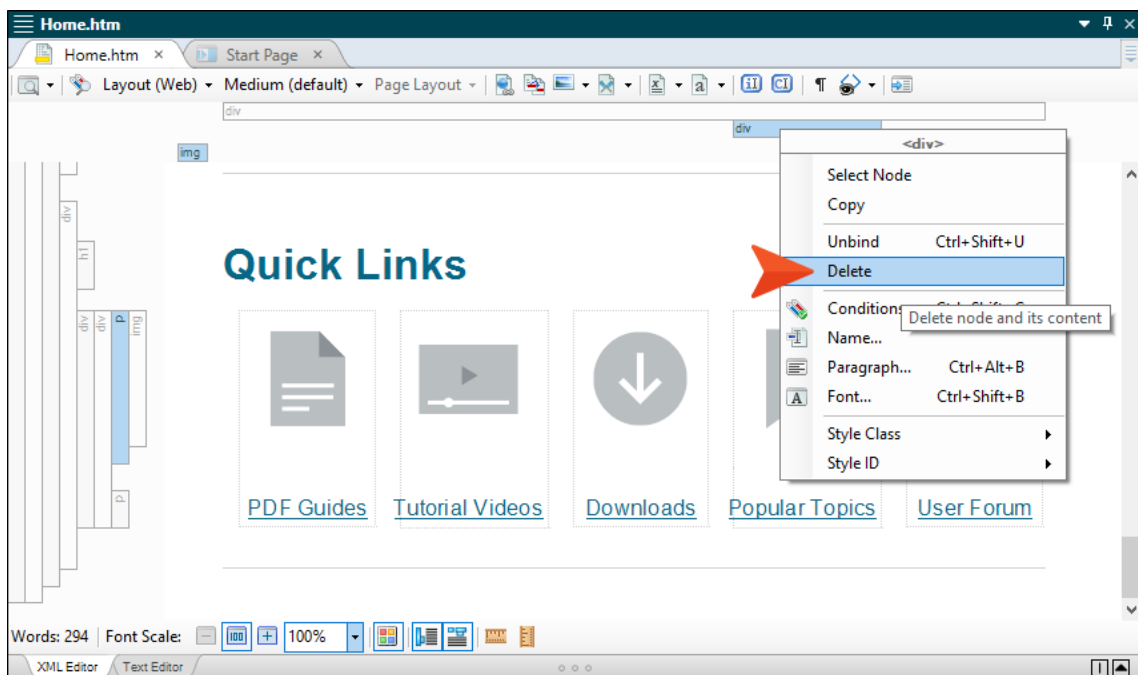 Home.htm
Home.htm × Start Page ×
Layout (Web) Medium (default) Page Layout
div
div
img
<div>
Select Node
Copy
Unbind Ctrl+Shift+U
Delete
Conditions
Delete node and its content
Name...
Paragraph... Ctrl+Alt+B
Font... Ctrl+Shift+B
Style Class
Style ID
div
h1
div
div
p
img
p
Quick Links
PDF Guides Tutorial Videos Downloads Popular Topics User Forum
Words: 294 Font Scale: 100%
XML Editor Text Editor